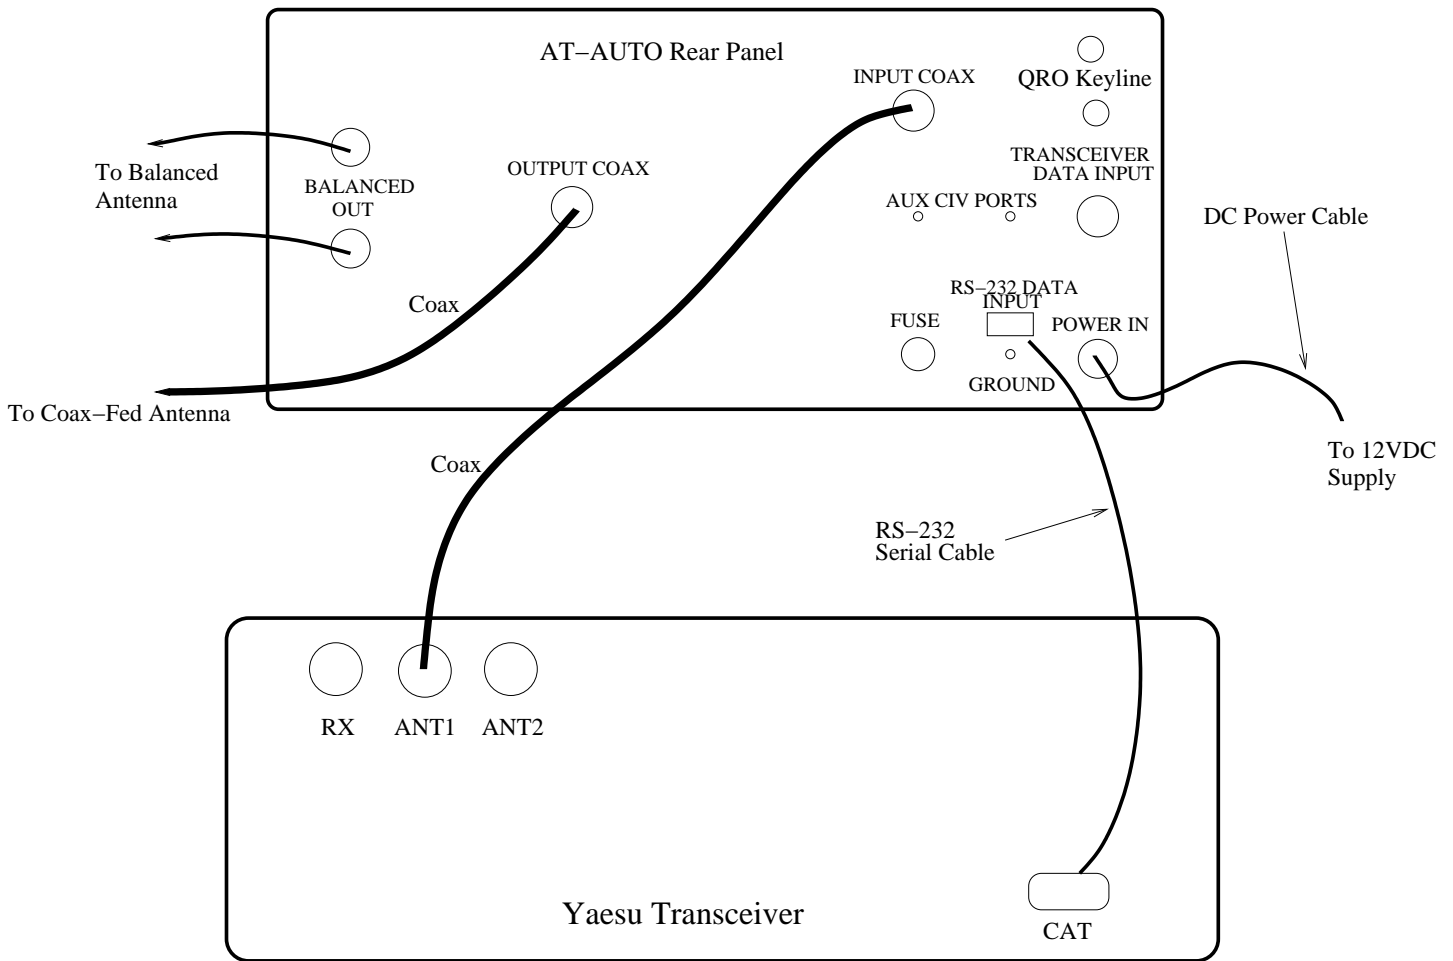 AT−AUTO Rear Panel
INPUT COAX
QRO Keyline
To Balanced
Antenna
BALANCED
OUT
OUTPUT COAX
TRANSCEIVER
DATA INPUT
AUX CIV PORTS
DC Power Cable
Coax
RS−232 DATA
INPUT
FUSE
POWER IN
GROUND
To Coax−Fed Antenna
To 12VDC
Supply
Coax
RS−232
Serial Cable
RX
ANT1
ANT2
Yaesu Transceiver
CAT